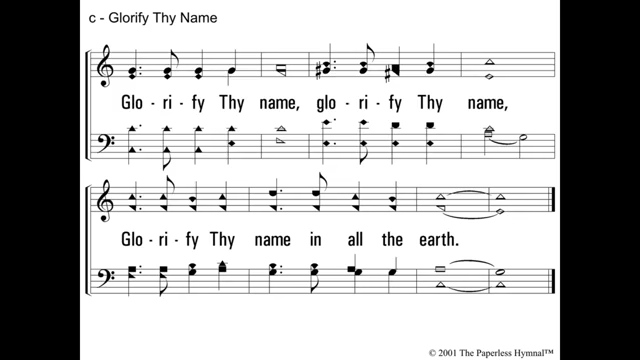 c - Glorify Thy Name
Glo - ri - fy Thy name, glo - ri - fy Thy name,
Glo - ri - fy Thy name in all the earth.
© 2001 The Paperless Hymnal™